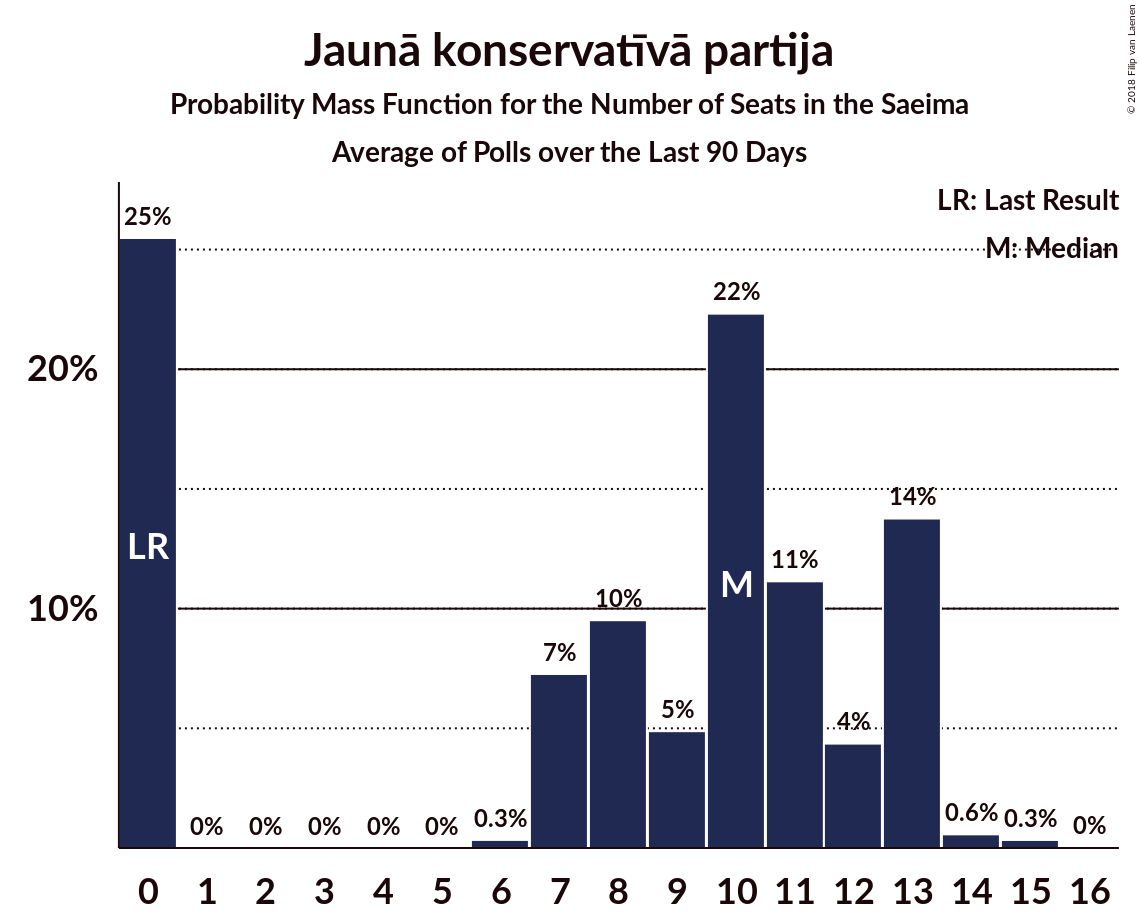 Jaunā konservatīvā partija
Probability Mass Function for the Number of Seats in the Saeima
Average of Polls over the Last 90 Days
© 2018 Filip van Laenen
LR: Last Result
M: Median
25%
22%
20%
14%
LR
11%
M
10%
10%
7%
5%
4%
0% 0% 0% 0% 0% 0.3% 0.6% 0.3% 0%
0 1 2 3 4 5 6 7 8 9 10 11 12 13 14 15 16